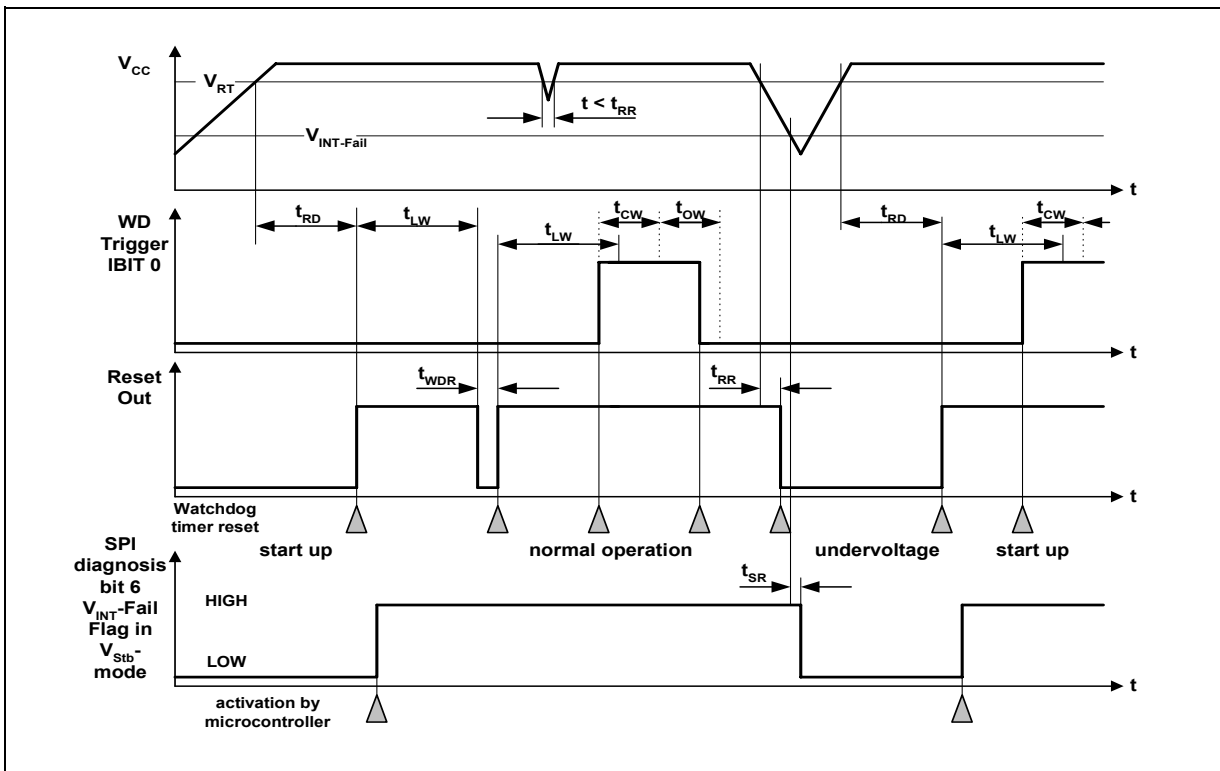 V_CC
V_RT
t < t_RR
V_INT-Fail
t
WD
Trigger
IBIT 0
t_RD
t_LW
t_LW
t_CW
t_OW
t_RD
t_LW
t_CW
t
Reset
Out
t_WDR
t_RR
t
Watchdog
timer reset
start up
normal operation
undervoltage
start up
SPI
diagnosis
bit 6
V_INT-Fail
Flag in
V_Stb-
mode
HIGH
LOW
t_SR
t
activation by
microcontroller